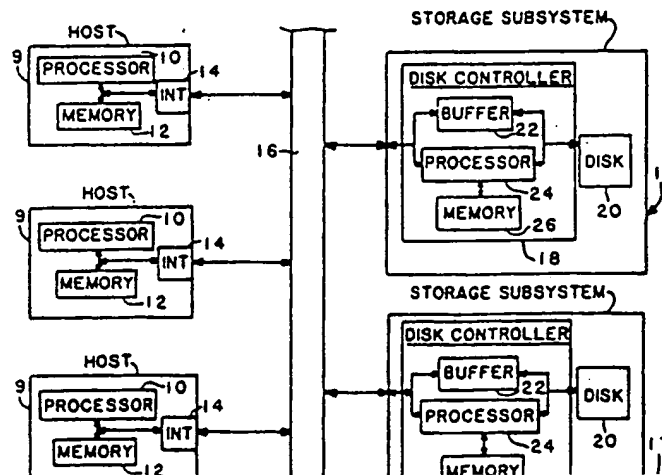 HOST
9
10
14
PROCESSOR
INT
MEMORY
12
HOST
9
10
14
PROCESSOR
INT
MEMORY
12
HOST
9
10
14
PROCESSOR
INT
MEMORY
12
16
STORAGE SUBSYSTEM
DISK CONTROLLER
BUFFER
22
PROCESSOR
24
DISK
20
MEMORY
26
18
STORAGE SUBSYSTEM
DISK CONTROLLER
BUFFER
22
PROCESSOR
24
DISK
20
MEMORY